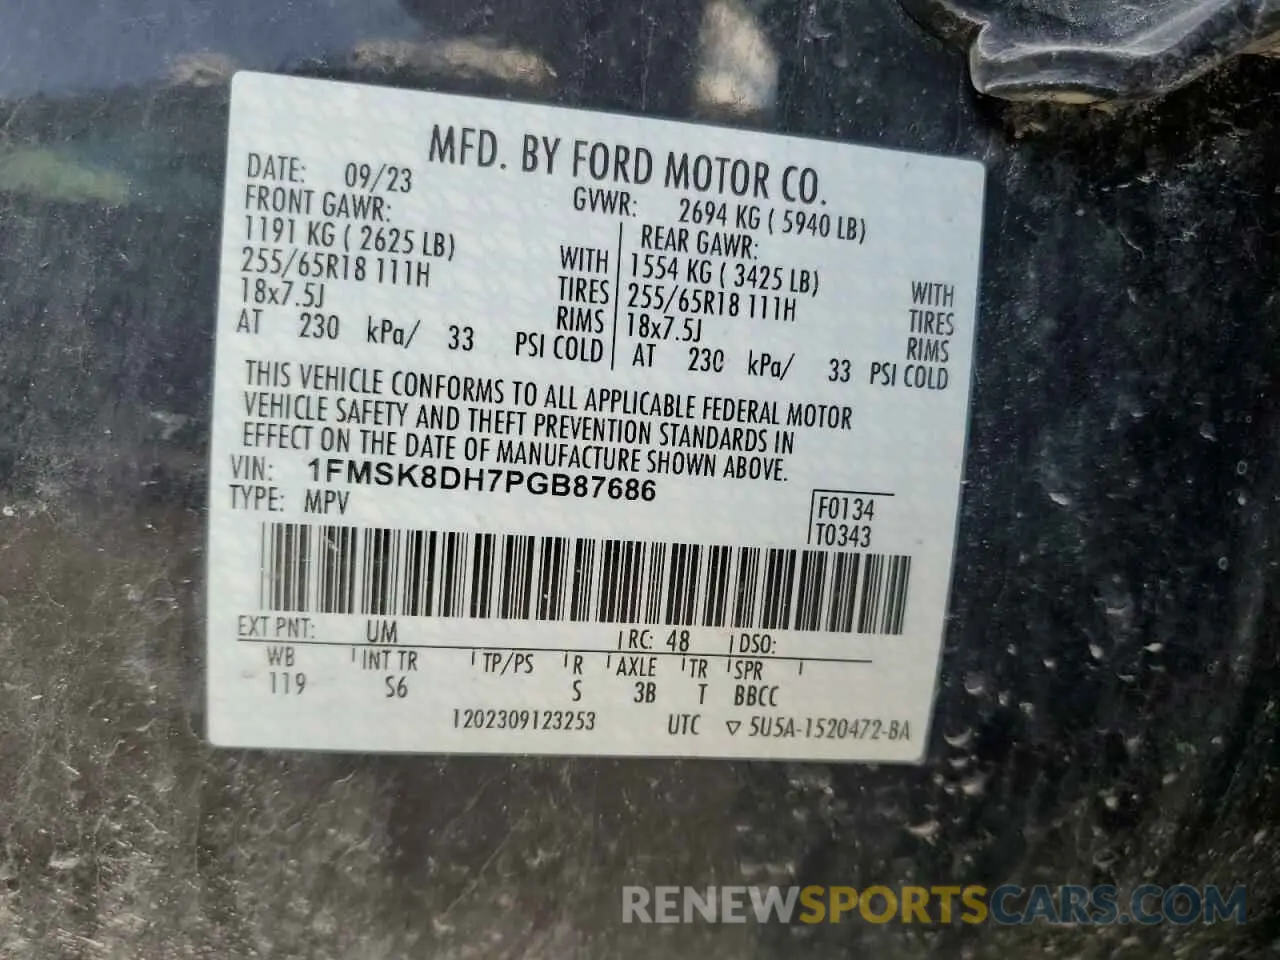 MFD. BY FORD MOTOR CO.
DATE: 09/23 GVWR: 2694 KG ( 5940 LB)
FRONT GAWR: REAR GAWR:
1191 KG ( 2625 LB) WITH 1554 KG ( 3425 LB) WITH
255/65R18 111H TIRES 255/65R18 111H TIRES
18x7.5J RIMS 18x7.5J RIMS
AT 230 kPa/ 33 PSI COLD AT 230 kPa/ 33 PSI COLD
THIS VEHICLE CONFORMS TO ALL APPLICABLE FEDERAL MOTOR
VEHICLE SAFETY AND THEFT PREVENTION STANDARDS IN
EFFECT ON THE DATE OF MANUFACTURE SHOWN ABOVE.
VIN: 1FMSK8DH7PGB87686
TYPE: MPV
F0134
T0343
EXT PNT: UM RC: 48 DSO:
WB INT TR TP/PS R AXLE TR SPR
119 S6 S 3B T BBCC
1202309123253 UTC ▽ 5U5A-1520472-BA
RENEWSPORTSCARS.COM